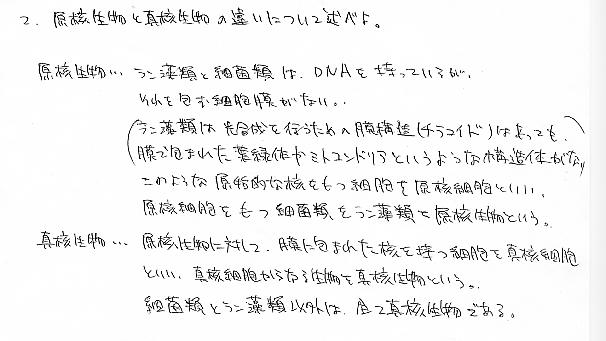 2. 原核生物と真核生物の違いについて述べよ。
原核生物… ラン藻類と細菌類は、DNAを持っているが、
それを包む細胞膜がない。
(ラン藻類は光合成を行うための膜構造(チラコイド)はあっても、
膜で包まれた葉緑体やミトコンドリアというような構造体がない)
このような原始的な核をもつ細胞を原核細胞といい、
原核細胞をもつ細菌類をラン藻類で原核生物という。
真核生物… 原核生物に対して、膜に包まれた核を持つ細胞を真核細胞
といい、真核細胞からなる生物を真核生物という。
細菌類とラン藻類以外は、全て真核生物である。